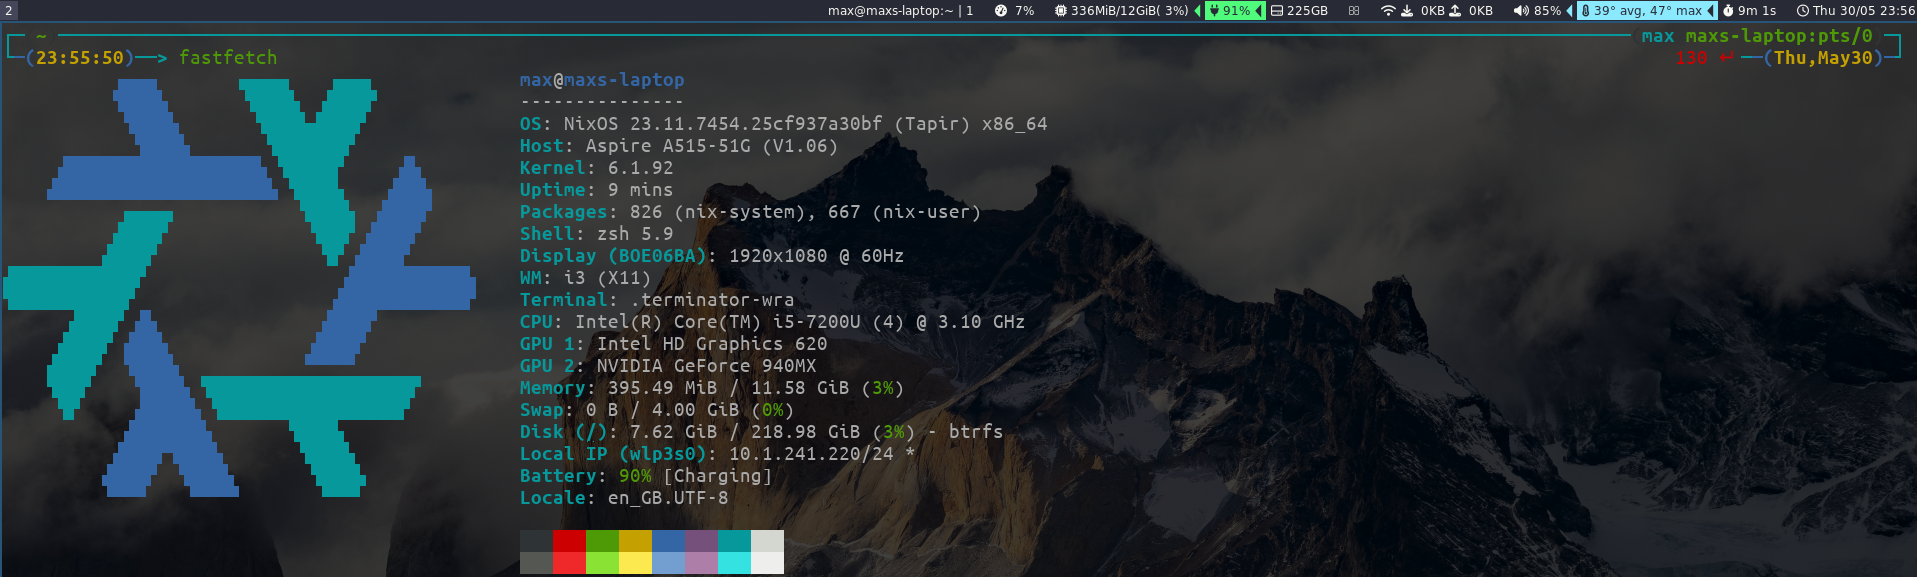 2 max@maxs-laptop:~ | 1 7% 336MiB/12GiB( 3%) 91% 225GB 0KB 0KB 85% 39° avg, 47° max 9m 1s Thu 30/05 23:56
~ max maxs-laptop:pts/0
(23:55:50)──> fastfetch 130 ↵ ──(Thu,May30)
max@maxs-laptop
---------------
OS: NixOS 23.11.7454.25cf937a30bf (Tapir) x86_64
Host: Aspire A515-51G (V1.06)
Kernel: 6.1.92
Uptime: 9 mins
Packages: 826 (nix-system), 667 (nix-user)
Shell: zsh 5.9
Display (BOE06BA): 1920x1080 @ 60Hz
WM: i3 (X11)
Terminal: .terminator-wra
CPU: Intel(R) Core(TM) i5-7200U (4) @ 3.10 GHz
GPU 1: Intel HD Graphics 620
GPU 2: NVIDIA GeForce 940MX
Memory: 395.49 MiB / 11.58 GiB (3%)
Swap: 0 B / 4.00 GiB (0%)
Disk (/): 7.62 GiB / 218.98 GiB (3%) - btrfs
Local IP (wlp3s0): 10.1.241.220/24 *
Battery: 90% [Charging]
Locale: en_GB.UTF-8